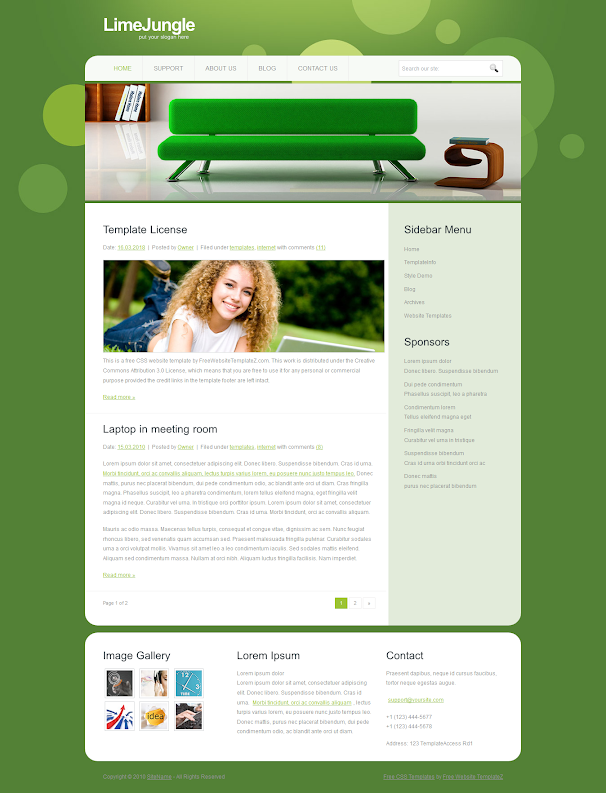 LimeJungle
put your slogan here
HOME SUPPORT ABOUT US BLOG CONTACT US
Search our site
Template License
Date: 15.03.2010 | Posted by Owner | Filed under templates, internet with comments (11)
This is a free CSS website template by FreeWebsiteTemplateZ.com. This work is distributed under the Creative
Commons Attribution 3.0 License, which means that you are free to use it for any personal or commercial
purpose provided the credit links in the template footer are left intact.
Read more »
Laptop in meeting room
Date: 15.03.2010 | Posted by Owner | Filed under templates, internet with comments (6)
Lorem ipsum dolor sit amet, consectetuer adipiscing elit. Donec libero. Suspendisse bibendum. Cras id urna.
Morbi tincidunt, orci ac convallis aliquam, lectus turpis varius lorem, eu posuere nunc justo tempus leo. Donec
mattis, purus nec placerat bibendum, dui pede condimentum odio, ac blandit ante orci ut diam. Cras fringilla
magna. Phasellus suscipit, leo a pharetra condimentum, lorem tellus eleifend magna, eget fringilla velit
magna id neque. Curabitur vel urna. In tristique orci porttitor ipsum. Lorem ipsum dolor sit amet, consectetuer
adipiscing elit. Donec libero. Suspendisse bibendum. Cras id urna. Morbi tincidunt, orci ac convallis aliquam.
Mauris ac odio massa. Maecenas tellus turpis, consequat at congue vitae, dignissim ac sem. Nunc feugiat
rhoncus libero, sed venenatis quam accumsan sed. Praesent malesuada fringilla pulvinar. Curabitur sodales
urna a orci volutpat mollis. Vivamus sit amet leo a leo condimentum iaculis. Sed sodales mattis eleifend.
Aliquam sed condimentum massa. Nullam at orci nibh. Aliquam luctus fringilla facilisis. Nam imperdiet
Read more »
Page 1 of 2
1 2 »
Sidebar Menu
Home
TemplateInfo
Style Demo
Blog
Archives
Website Templates
Sponsors
Lorem ipsum dolor
Donec libero. Suspendisse bibendum
Dui pede condimentum
Phasellus suscipit, leo a pharetra
Condimentum lorem
Tellus eleifend magna eget
Fringilla velit magna
Curabitur vel urna in tristique
Suspendisse bibendum
Cras id urna orbi tincidunt orci ac
Donec mattis
purus nec placerat bibendum
Image Gallery
idea
Lorem Ipsum
Lorem ipsum dolor
Lorem ipsum dolor sit amet, consectetuer adipiscing
elit. Donec libero. Suspendisse bibendum. Cras id
urna. Morbi tincidunt, orci ac convallis aliquam, lectus
turpis varius lorem, eu posuere nunc justo tempus leo.
Donec mattis, purus nec placerat bibendum, dui pede
condimentum odio, ac blandit ante orci ut diam.
Contact
Praesent dapibus, neque id cursus faucibus,
tortor neque egestas augue.
support@yoursite.com
+1 (123) 444-5677
+1 (123) 444-5678
Address: 123 TemplateAccess Rd1
Copyright © 2010 SiteName - All Rights Reserved
Free CSS Templates by Free Website TemplateZ